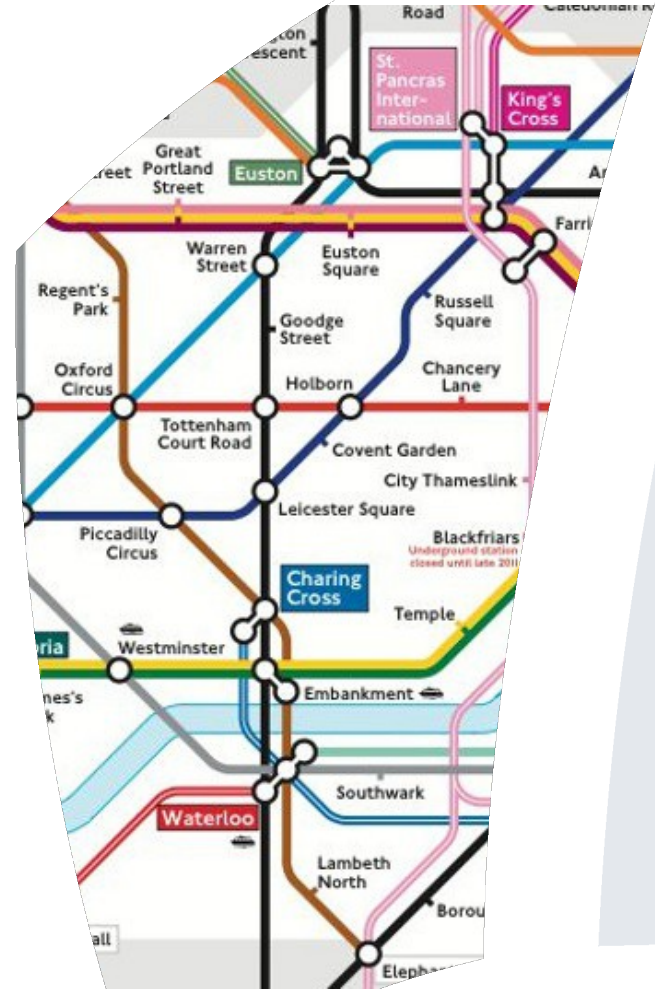 Road
St.
Pancras
Inter-
national
King's
Cross
Great
Portland
Street
Euston
Warren
Street
Euston
Square
Regent's
Park
Goodge
Street
Russell
Square
Oxford
Circus
Holborn
Chancery
Lane
Tottenham
Court Road
Covent Garden
City Thameslink
Leicester Square
Piccadilly
Circus
Blackfriars
Underground station
closed until late 2011
Charing
Cross
Temple
Westminster
Embankment
Southwark
Waterloo
Lambeth
North